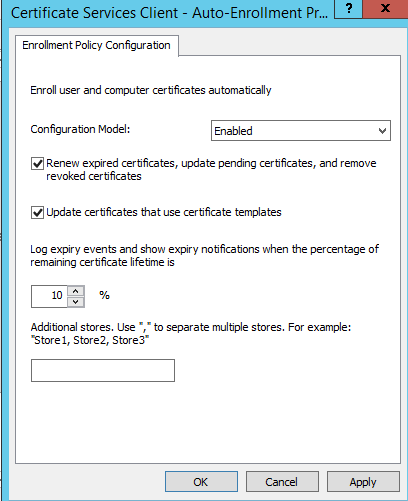 Certificate Services Client - Auto-Enrollment Pr... ? x
Enrollment Policy Configuration
Enroll user and computer certificates automatically
Configuration Model: Enabled
Renew expired certificates, update pending certificates, and remove
revoked certificates
Update certificates that use certificate templates
Log expiry events and show expiry notifications when the percentage of
remaining certificate lifetime is
10 %
Additional stores. Use "," to separate multiple stores. For example:
"Store1, Store2, Store3"
OK Cancel Apply